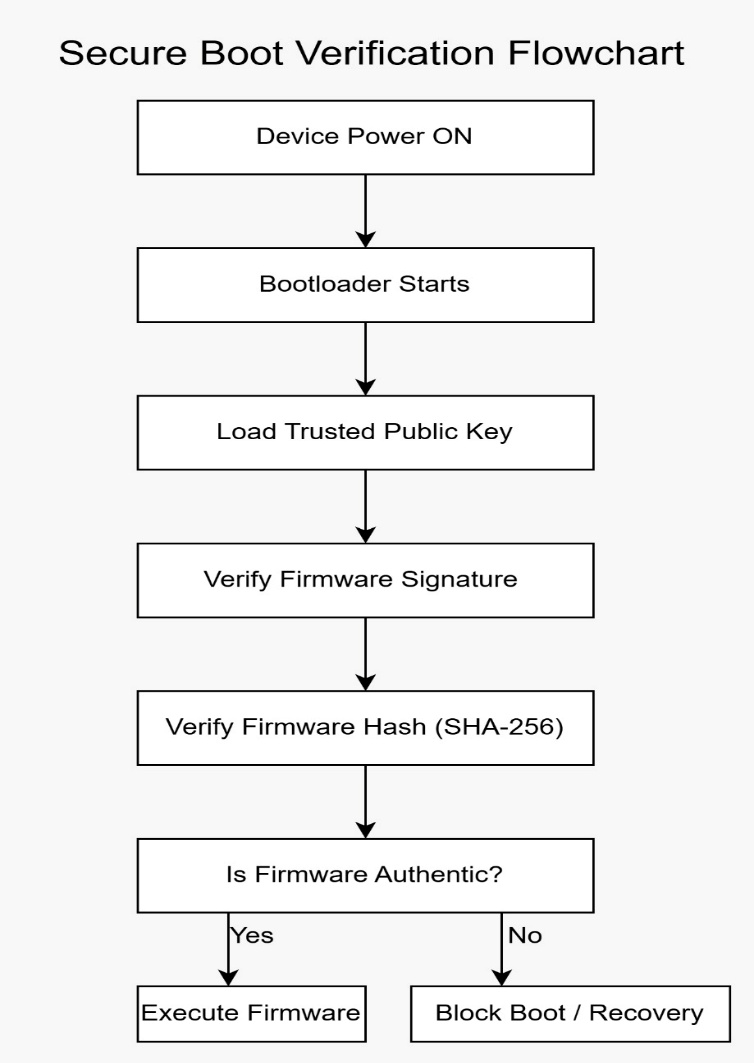 Secure Boot Verification Flowchart
Device Power ON
Bootloader Starts
Load Trusted Public Key
Verify Firmware Signature
Verify Firmware Hash (SHA-256)
Is Firmware Authentic?
Yes
No
Execute Firmware
Block Boot / Recovery